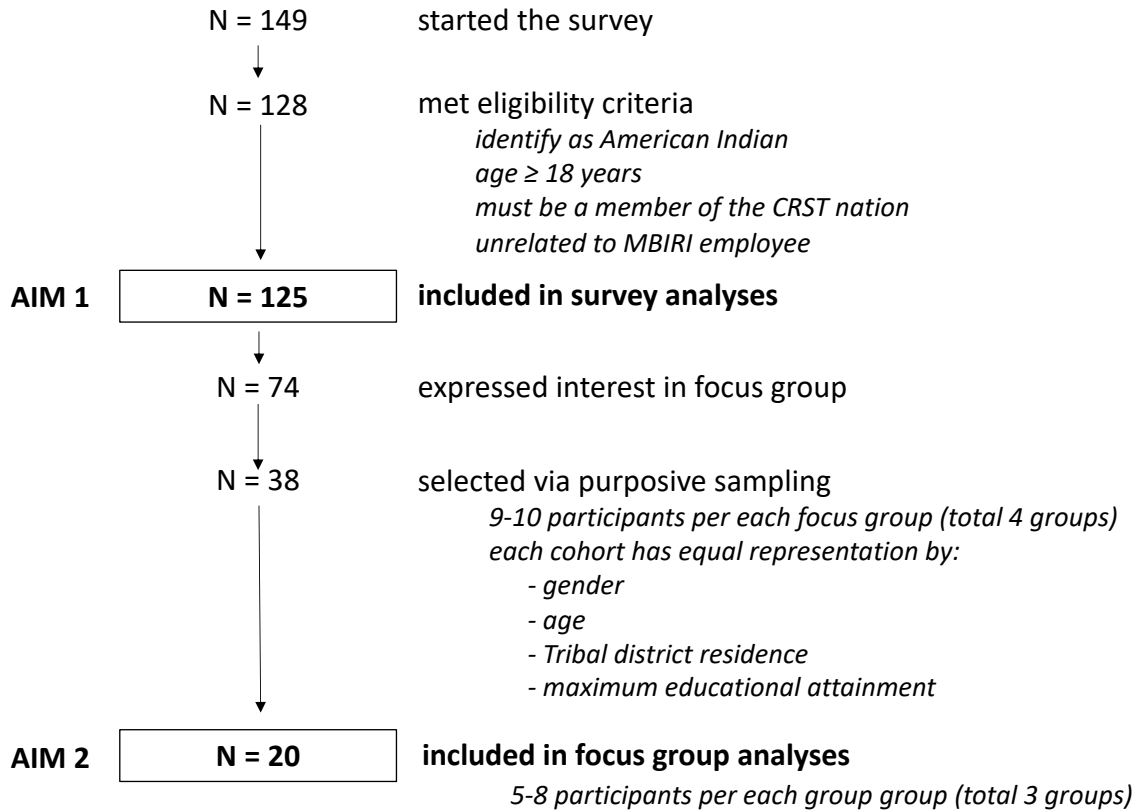 N = 149 started the survey
N = 128 met eligibility criteria
identify as American Indian
age ≥ 18 years
must be a member of the CRST nation
unrelated to MBIRI employee
AIM 1 N = 125 included in survey analyses
N = 74 expressed interest in focus group
N = 38 selected via purposive sampling
9-10 participants per each focus group (total 4 groups)
each cohort has equal representation by:
- gender
- age
- Tribal district residence
- maximum educational attainment
AIM 2 N = 20 included in focus group analyses
5-8 participants per each group group (total 3 groups)